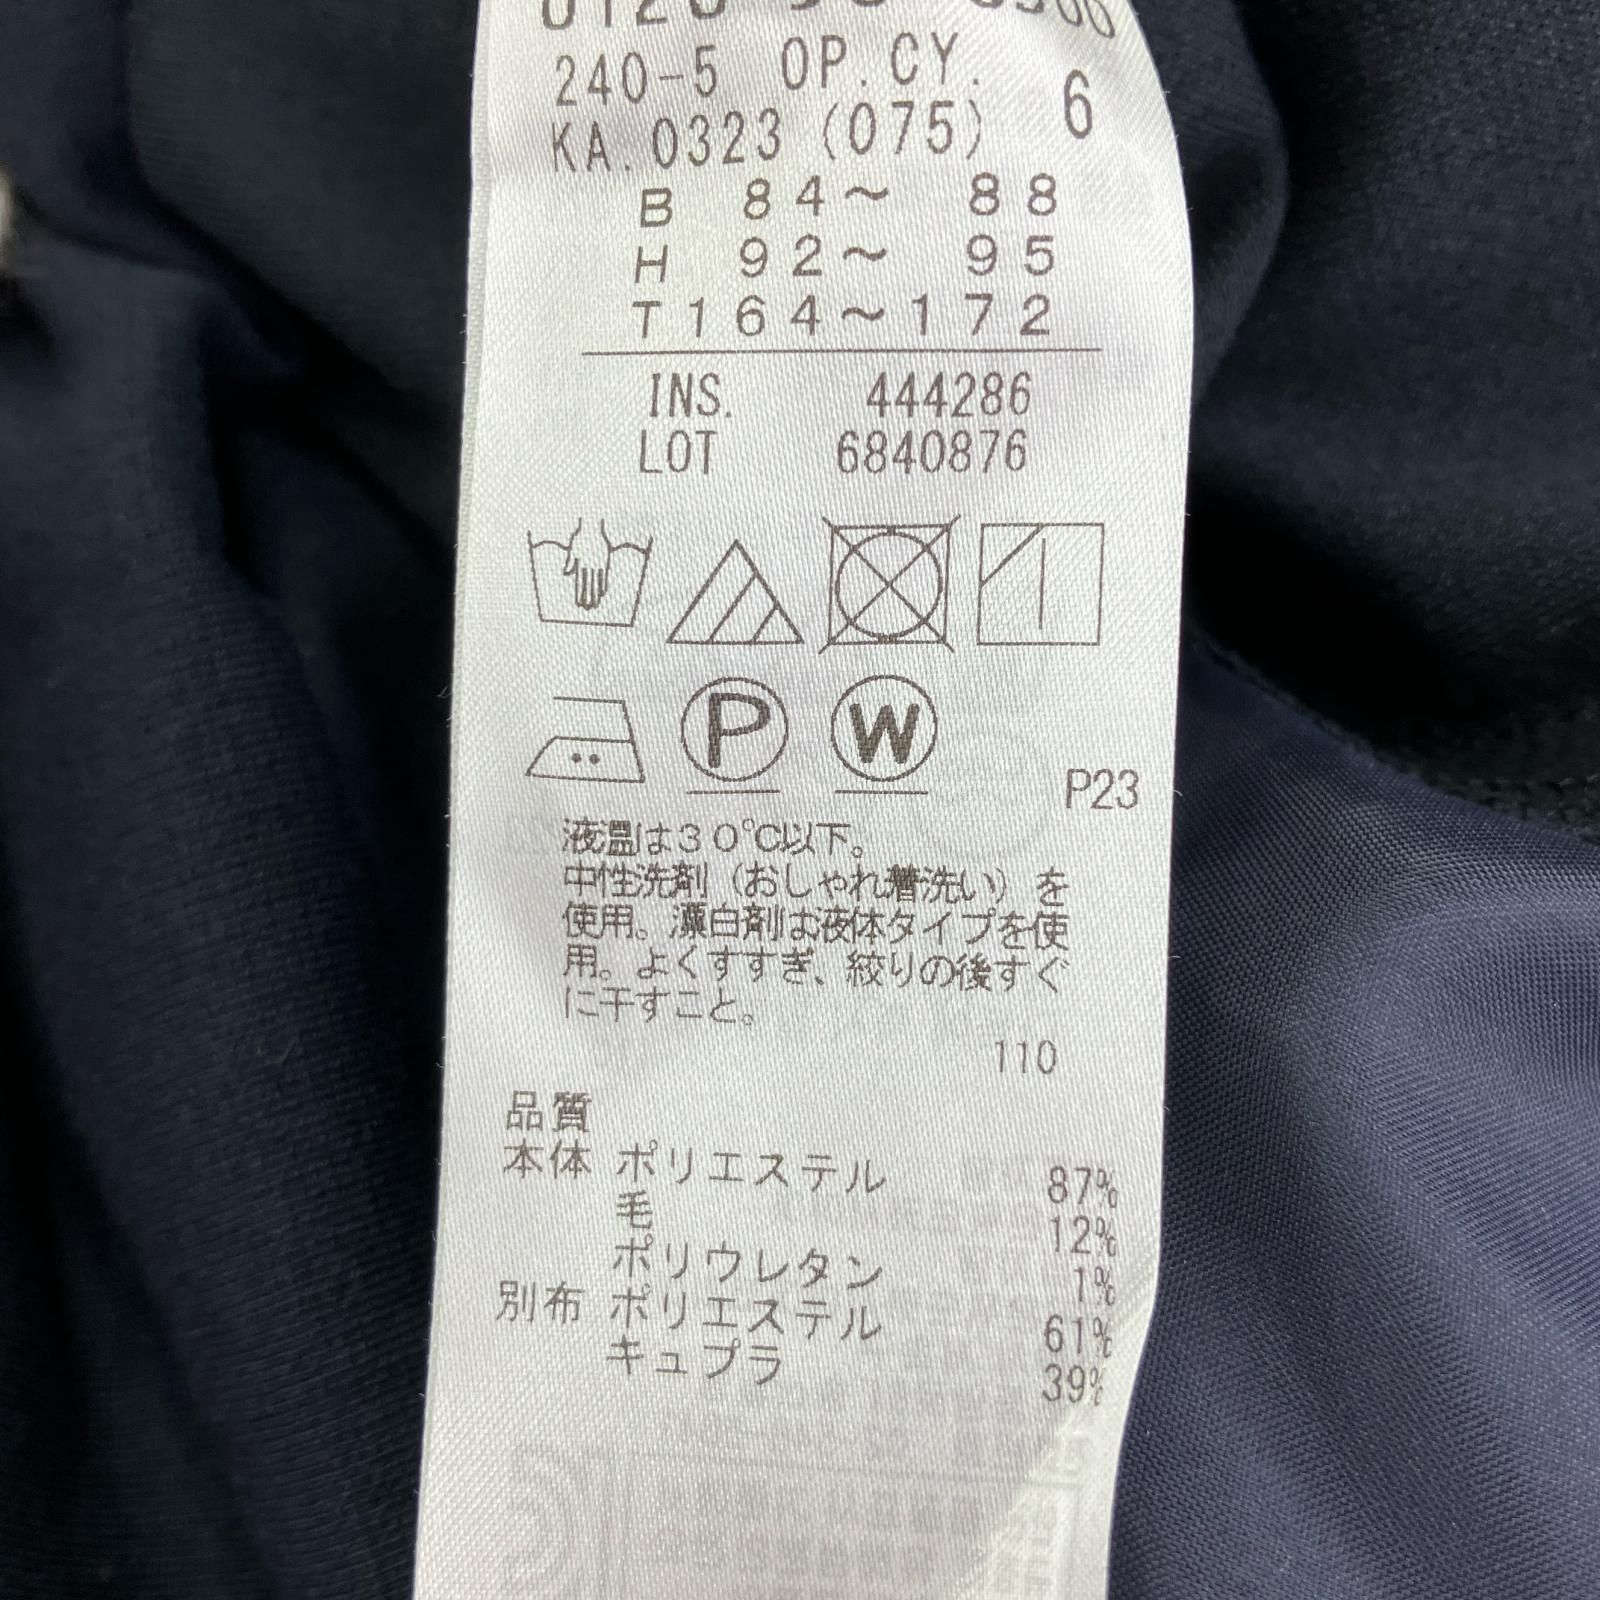 240-5 OP.CY.
KA.0323(075) 6
B 84～ 88
H 92～ 95
T164～172
INS. 444286
LOT 6840876
P W
P23
液温は30℃以下。
中性洗剤（おしゃれ着洗い）を
使用。漂白剤は液体タイプを使
用。よくすすぎ、絞りの後すぐ
に干すこと。
110
品質
本体 ポリエステル 87%
毛 12%
ポリウレタン 1%
別布 ポリエステル 61%
キュプラ 39%